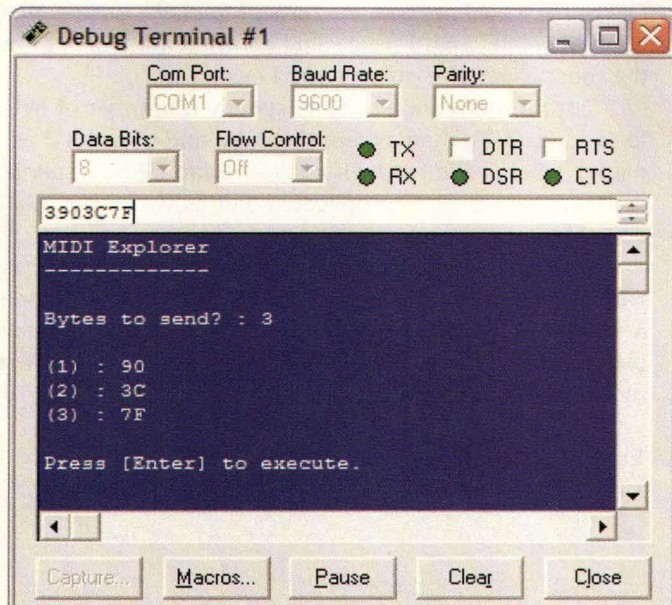 Debug Terminal #1
Com Port: Baud Rate: Parity:
COM1 9600 None
Data Bits: Flow Control: TX DTR RTS
8 Off RX DSR CTS
3903C7F
MIDI Explorer
-------------
Bytes to send? : 3
(1) : 90
(2) : 3C
(3) : 7F
Press [Enter] to execute.
Capture... Macros... Pause Clear Close